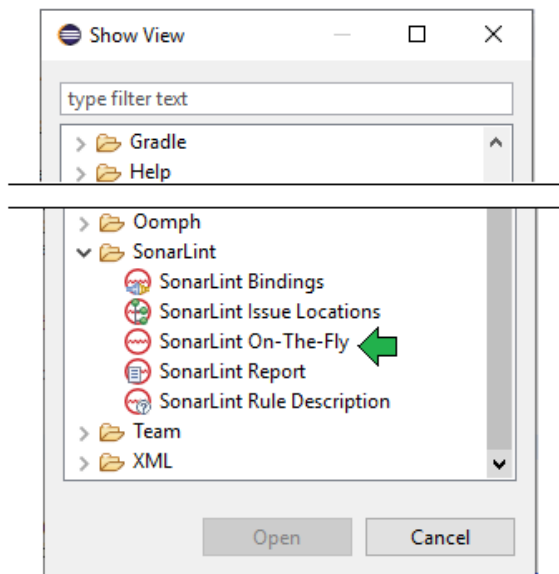 Show View
type filter text
Gradle
Help
Oomph
SonarLint
SonarLint Bindings
SonarLint Issue Locations
SonarLint On-The-Fly
SonarLint Report
SonarLint Rule Description
Team
XML
Open Cancel